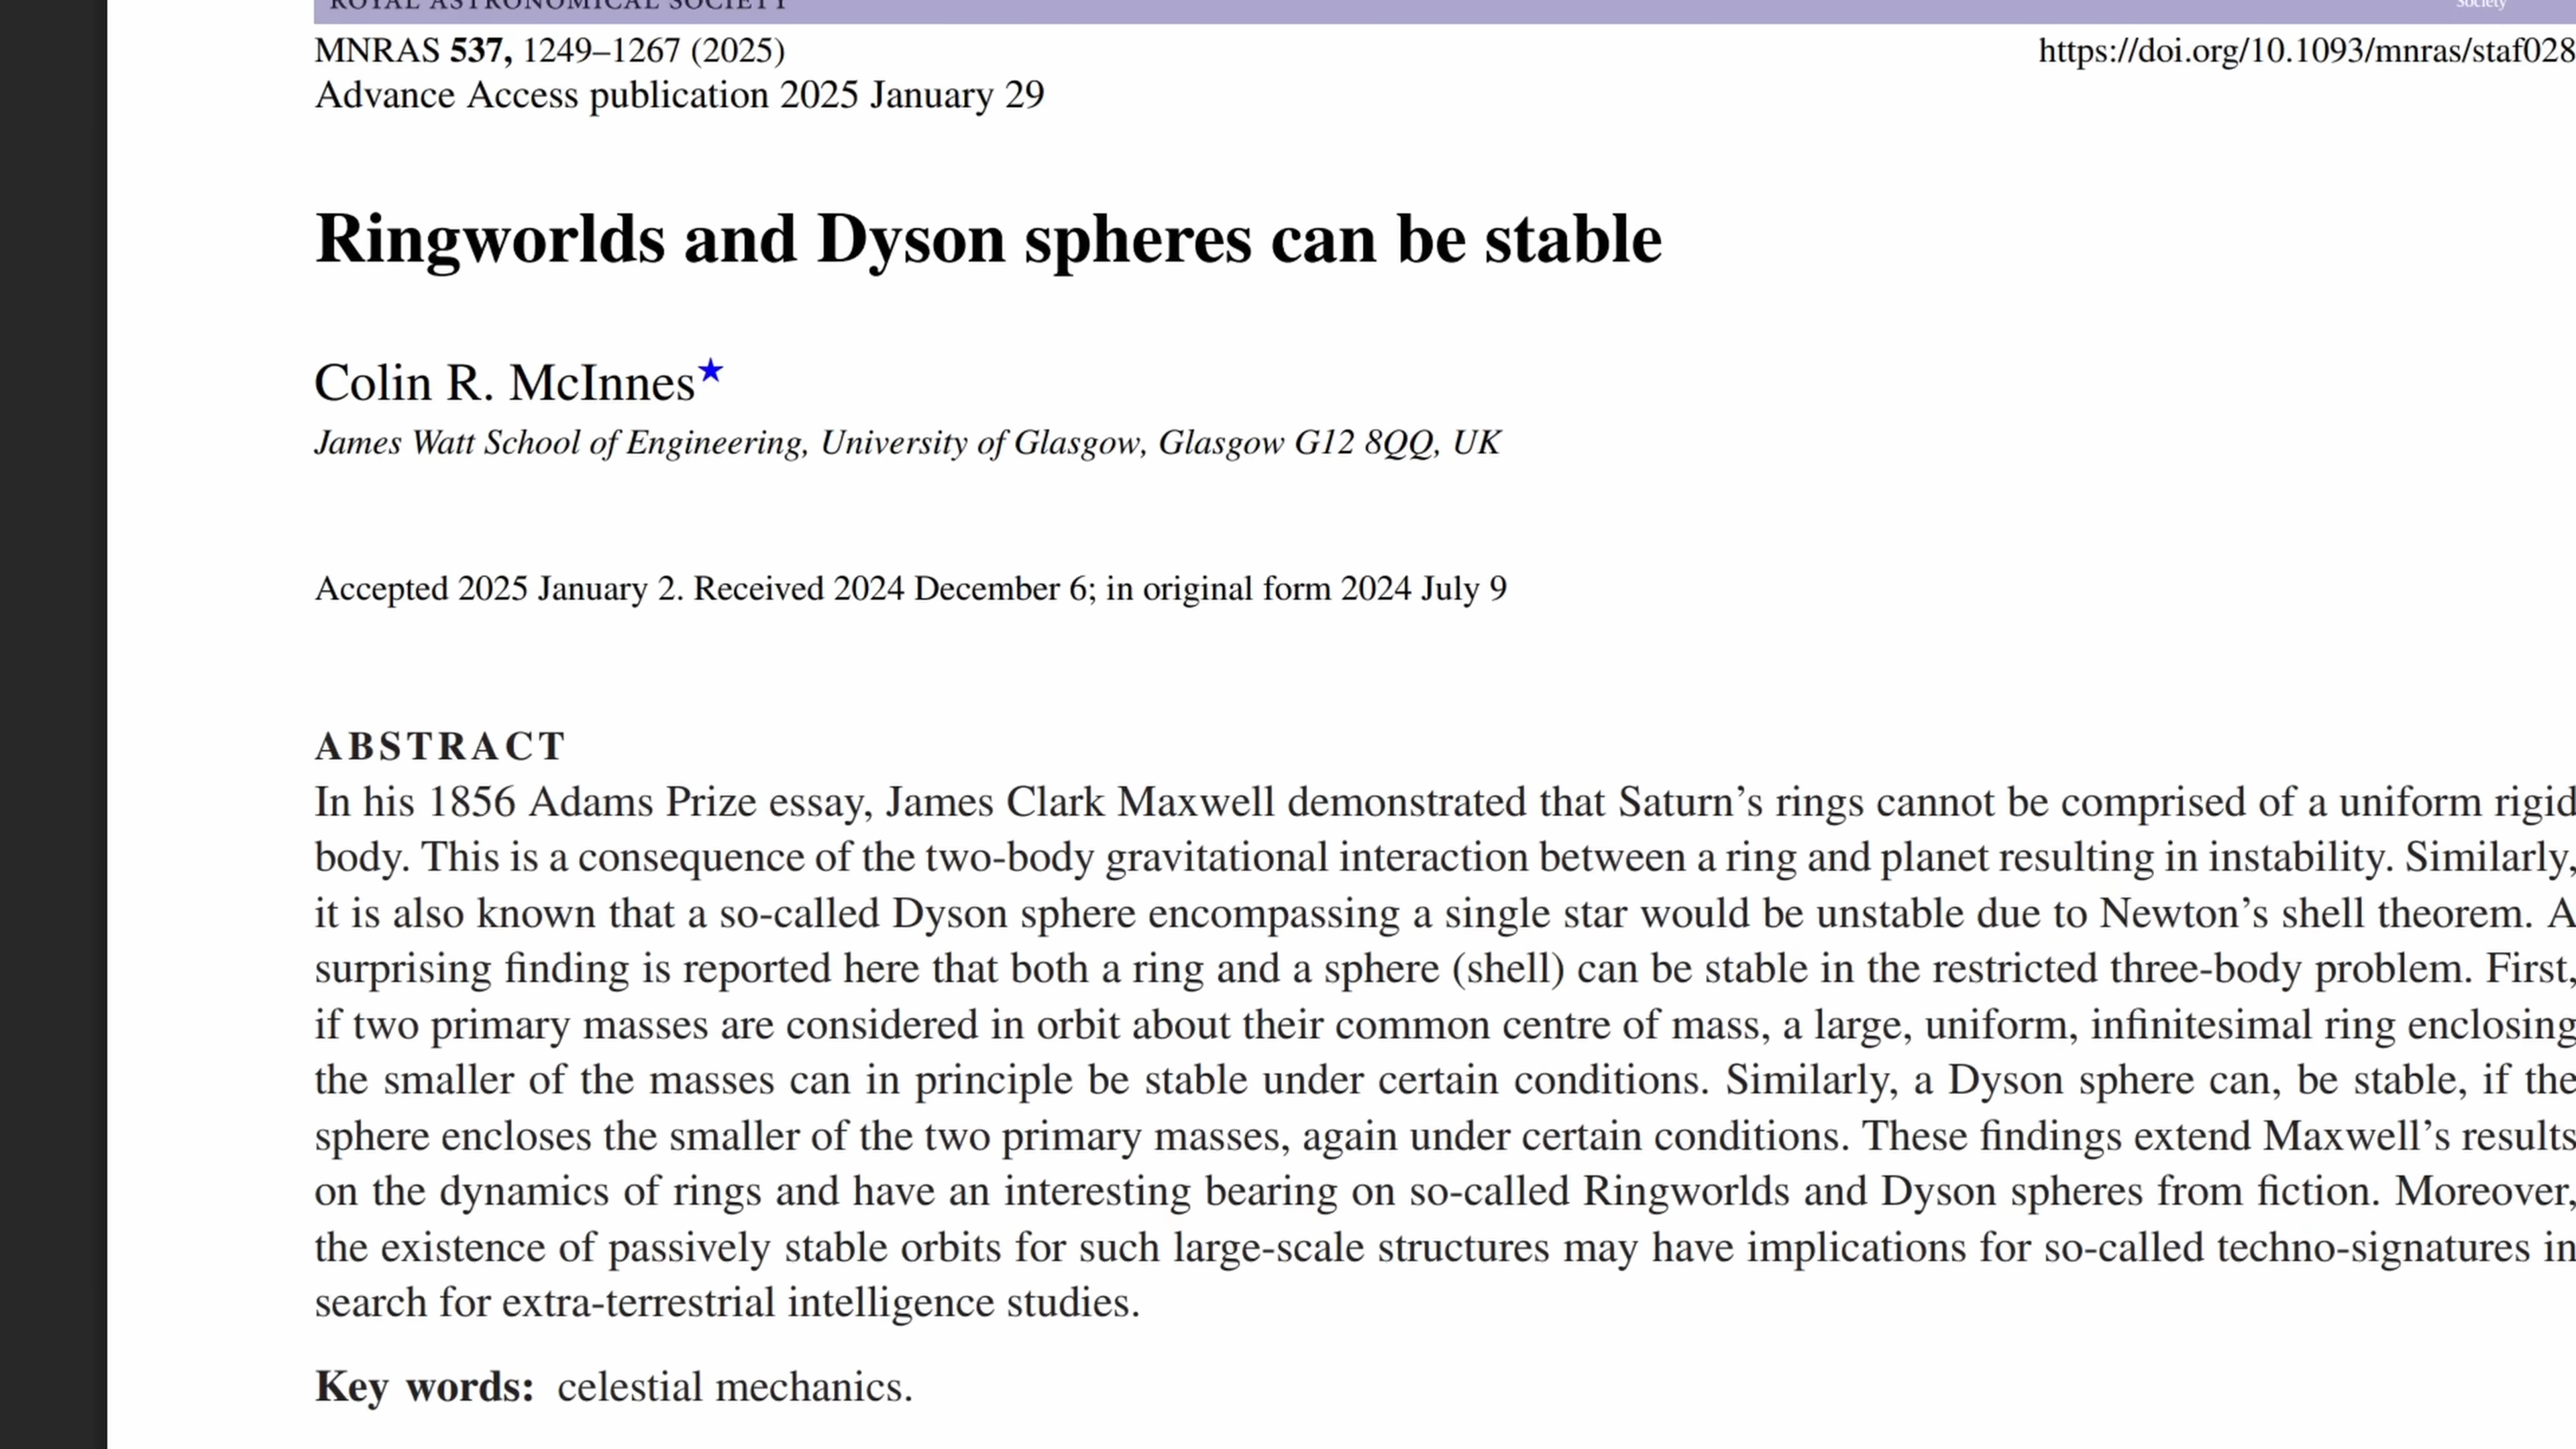 ROYAL ASTRONOMICAL SOCIETY
Society
MNRAS 537, 1249–1267 (2025)
https://doi.org/10.1093/mnras/staf028
Advance Access publication 2025 January 29
Ringworlds and Dyson spheres can be stable
Colin R. McInnes★
James Watt School of Engineering, University of Glasgow, Glasgow G12 8QQ, UK
Accepted 2025 January 2. Received 2024 December 6; in original form 2024 July 9
ABSTRACT
In his 1856 Adams Prize essay, James Clark Maxwell demonstrated that Saturn’s rings cannot be comprised of a uniform rigid
body. This is a consequence of the two-body gravitational interaction between a ring and planet resulting in instability. Similarly,
it is also known that a so-called Dyson sphere encompassing a single star would be unstable due to Newton’s shell theorem. A
surprising finding is reported here that both a ring and a sphere (shell) can be stable in the restricted three-body problem. First,
if two primary masses are considered in orbit about their common centre of mass, a large, uniform, infinitesimal ring enclosing
the smaller of the masses can in principle be stable under certain conditions. Similarly, a Dyson sphere can, be stable, if the
sphere encloses the smaller of the two primary masses, again under certain conditions. These findings extend Maxwell’s results
on the dynamics of rings and have an interesting bearing on so-called Ringworlds and Dyson spheres from fiction. Moreover,
the existence of passively stable orbits for such large-scale structures may have implications for so-called techno-signatures in
search for extra-terrestrial intelligence studies.
Key words: celestial mechanics.